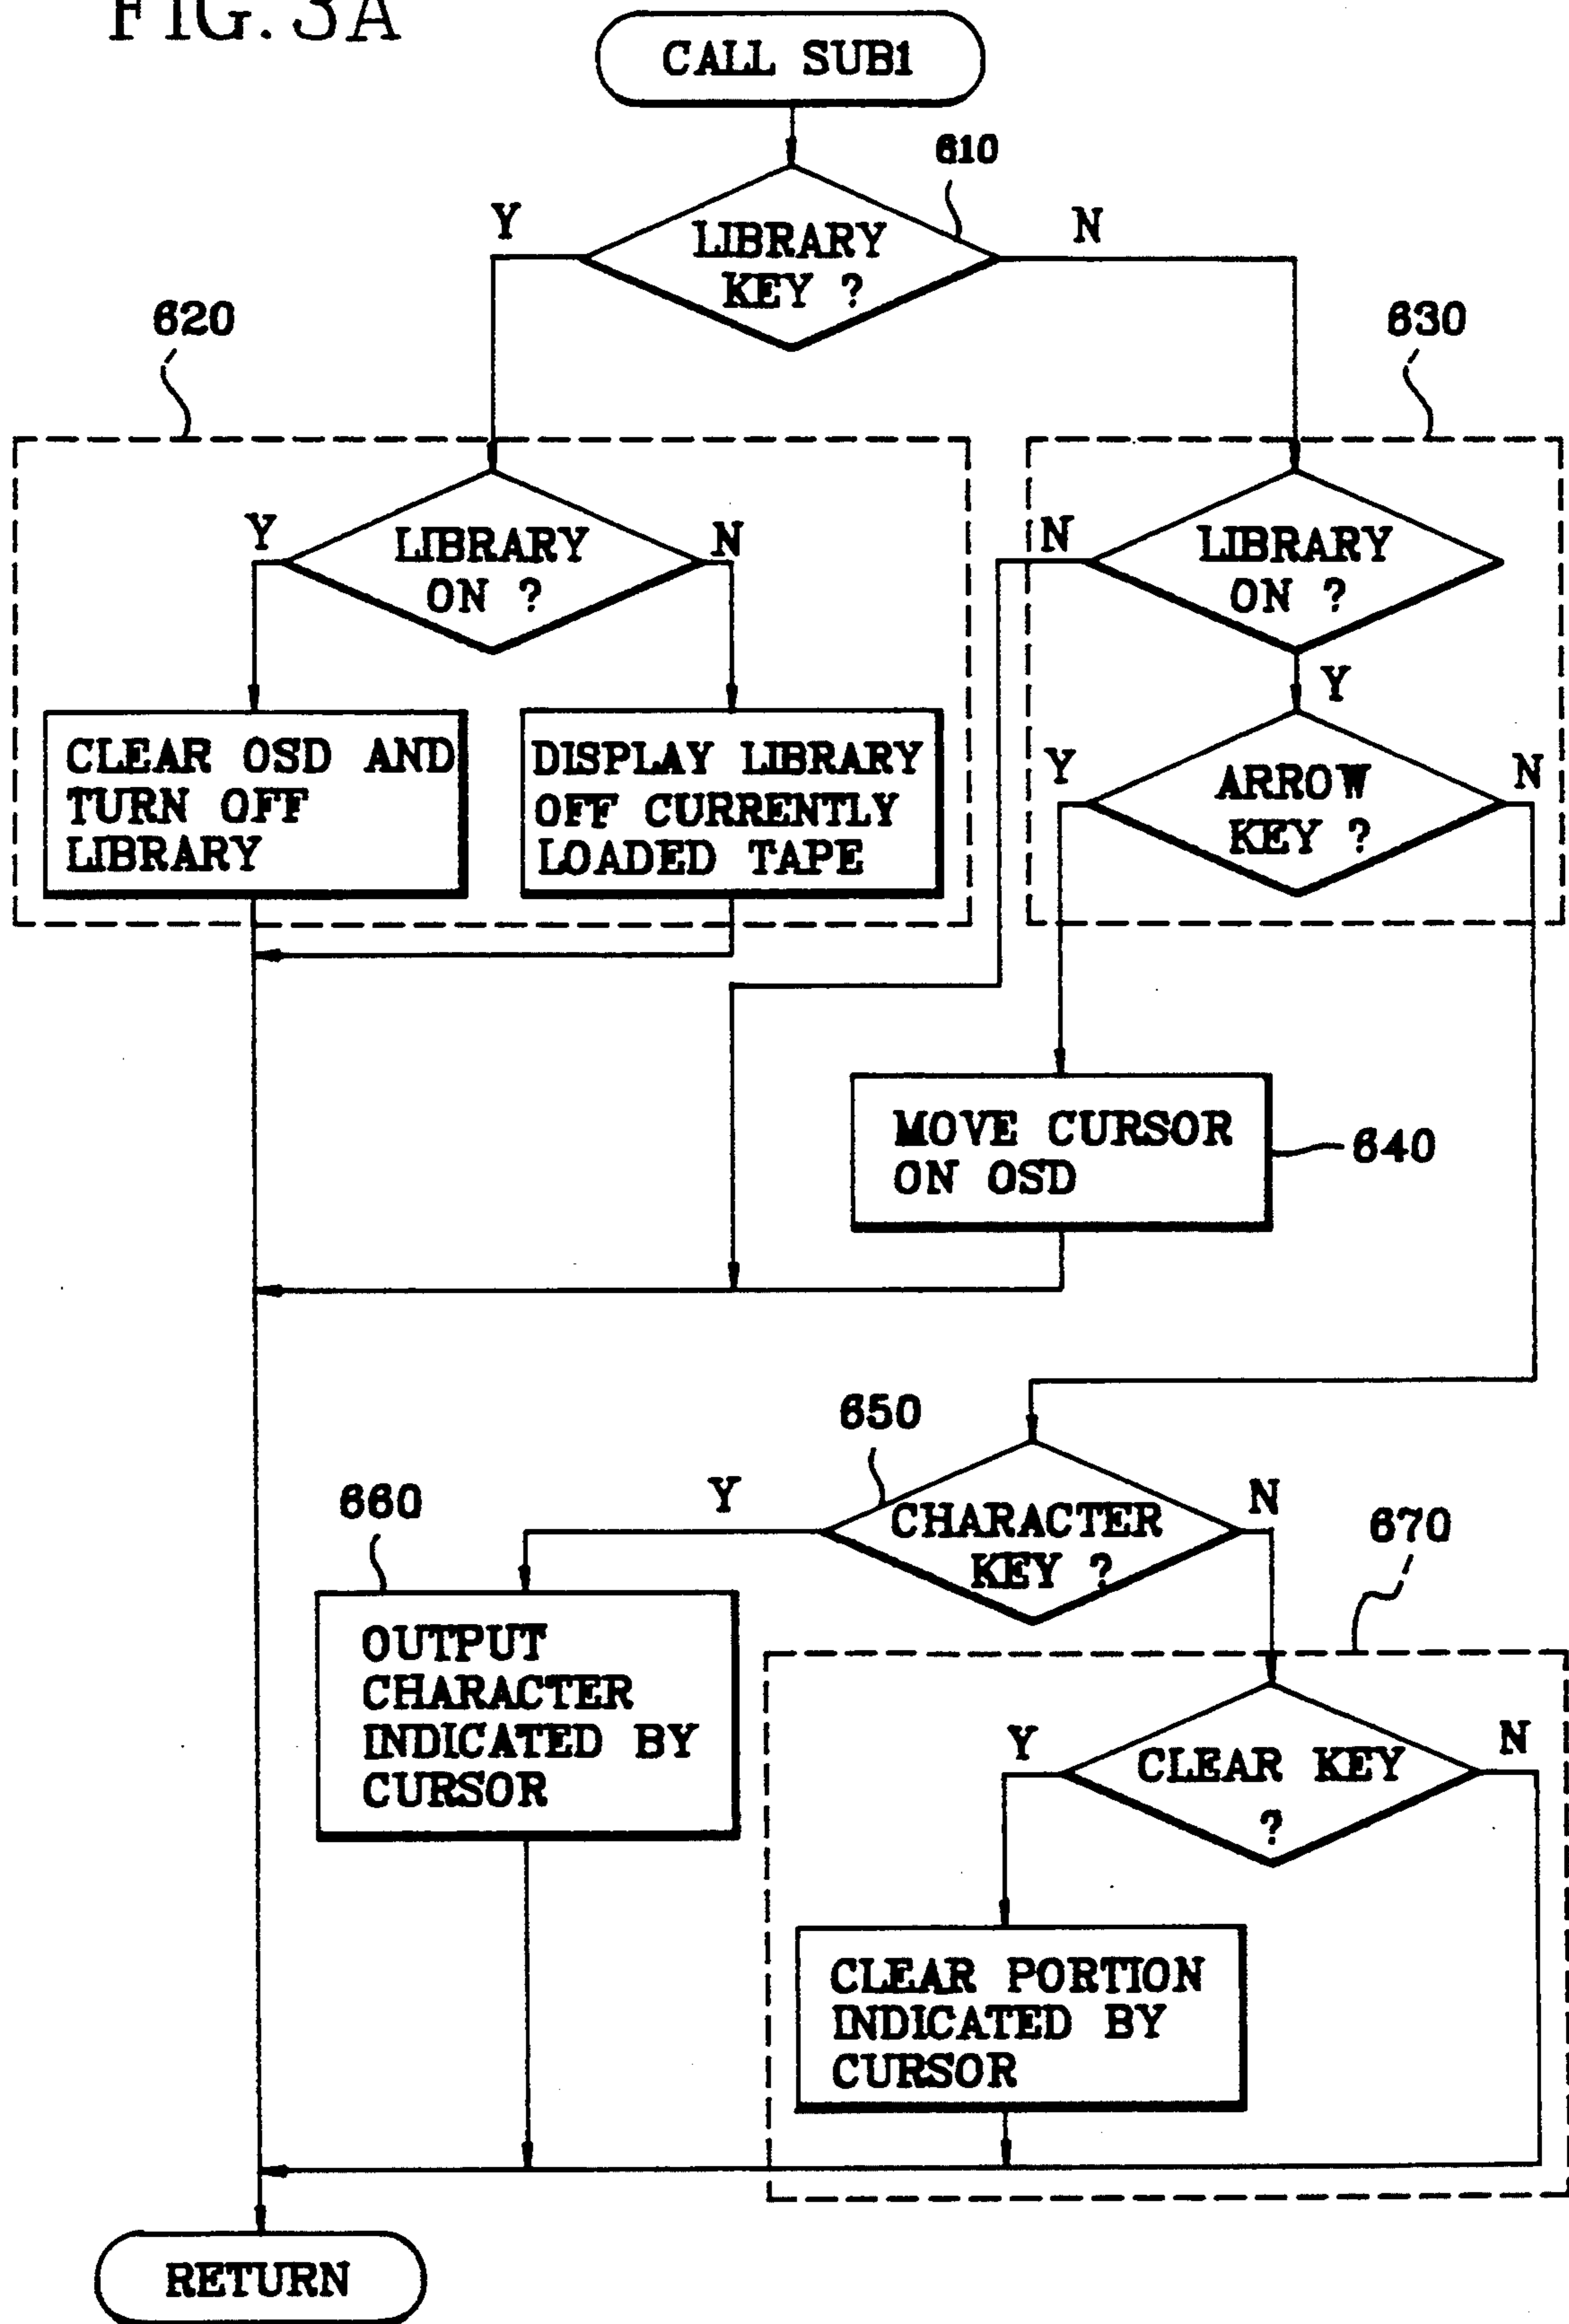 FIG. 3A
CALL SUB1
610
Y
LIBRARY
KEY ?
N
620
630
Y
LIBRARY
ON ?
N
N
LIBRARY
ON ?
Y
CLEAR OSD AND
TURN OFF
LIBRARY
DISPLAY LIBRARY
OFF CURRENTLY
LOADED TAPE
Y
ARROW
KEY ?
N
MOVE CURSOR
ON OSD
640
650
Y
CHARACTER
KEY ?
N
660
670
OUTPUT
CHARACTER
INDICATED BY
CURSOR
Y
CLEAR KEY
?
N
CLEAR PORTION
INDICATED BY
CURSOR
RETURN